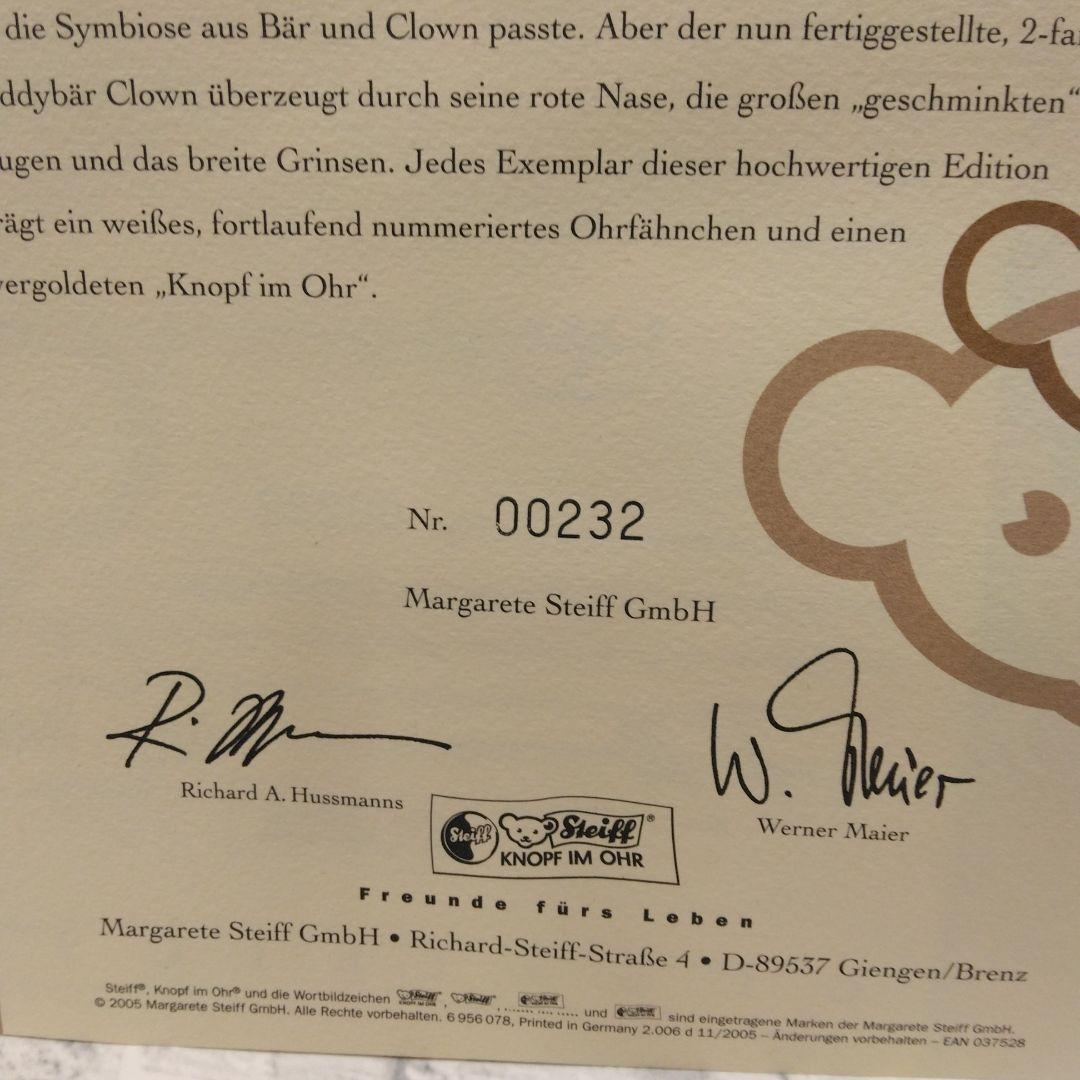 die Symbiose aus Bär und Clown passte. Aber der nun fertiggestellte, 2-fa
ddybär Clown überzeugt durch seine rote Nase, die großen „geschminkten“
ugen und das breite Grinsen. Jedes Exemplar dieser hochwertigen Edition
rägt ein weißes, fortlaufend nummeriertes Ohrfähnchen und einen
vergoldeten „Knopf im Ohr“.
Nr. 00232
Margarete Steiff GmbH
R. W. Maier
Richard A. Hussmanns
Werner Maier
Steiff Steiff®
KNOPF IM OHR
Freunde fürs Leben
Margarete Steiff GmbH • Richard-Steiff-Straße 4 • D-89537 Giengen/Brenz
Steiff®, Knopf im Ohr® und die Wortbildzeichen Steiff, Steiff, und sind eingetragene Marken der Margarete Steiff GmbH.
© 2005 Margarete Steiff GmbH. Alle Rechte vorbehalten. 6 956 078, Printed in Germany 2.006 d 11/2005 – Änderungen vorbehalten – EAN 037528